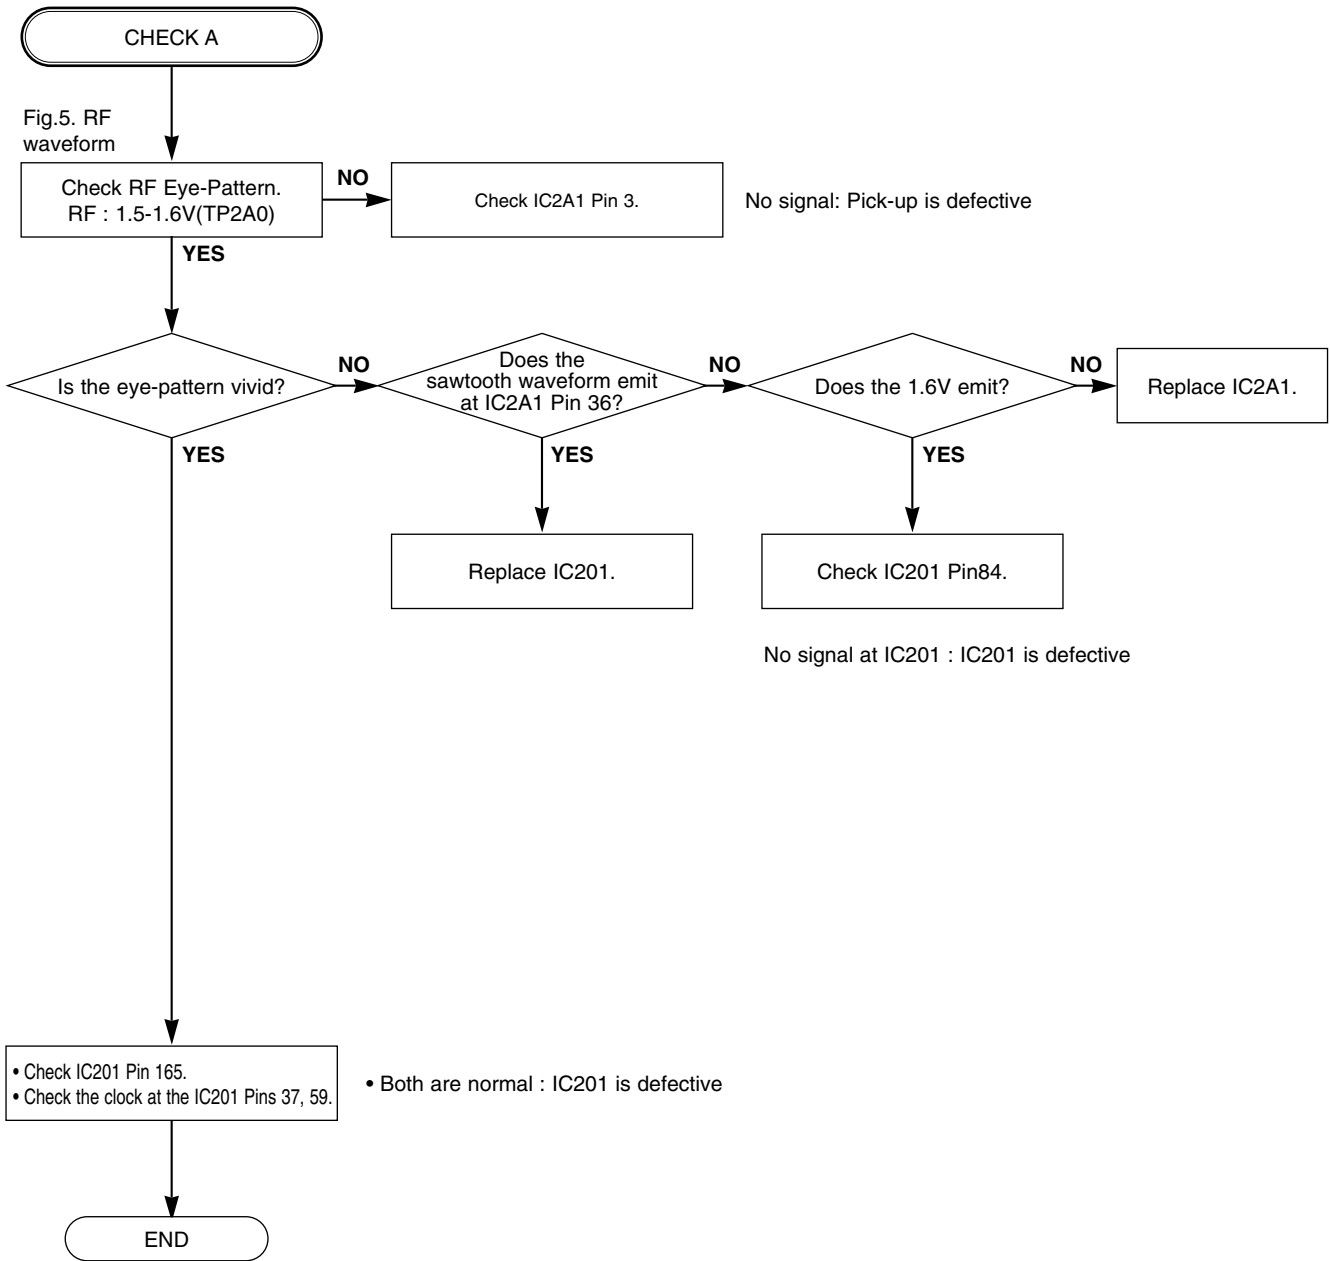 CHECK A
Fig.5. RF
waveform
Check RF Eye-Pattern.
RF : 1.5-1.6V(TP2A0)
NO
Check IC2A1 Pin 3.
No signal: Pick-up is defective
YES
Is the eye-pattern vivid?
NO
Does the
sawtooth waveform emit
at IC2A1 Pin 36?
NO
Does the 1.6V emit?
NO
Replace IC2A1.
YES
YES
YES
Replace IC201.
Check IC201 Pin84.
No signal at IC201 : IC201 is defective
• Check IC201 Pin 165.
• Check the clock at the IC201 Pins 37, 59.
• Both are normal : IC201 is defective
END